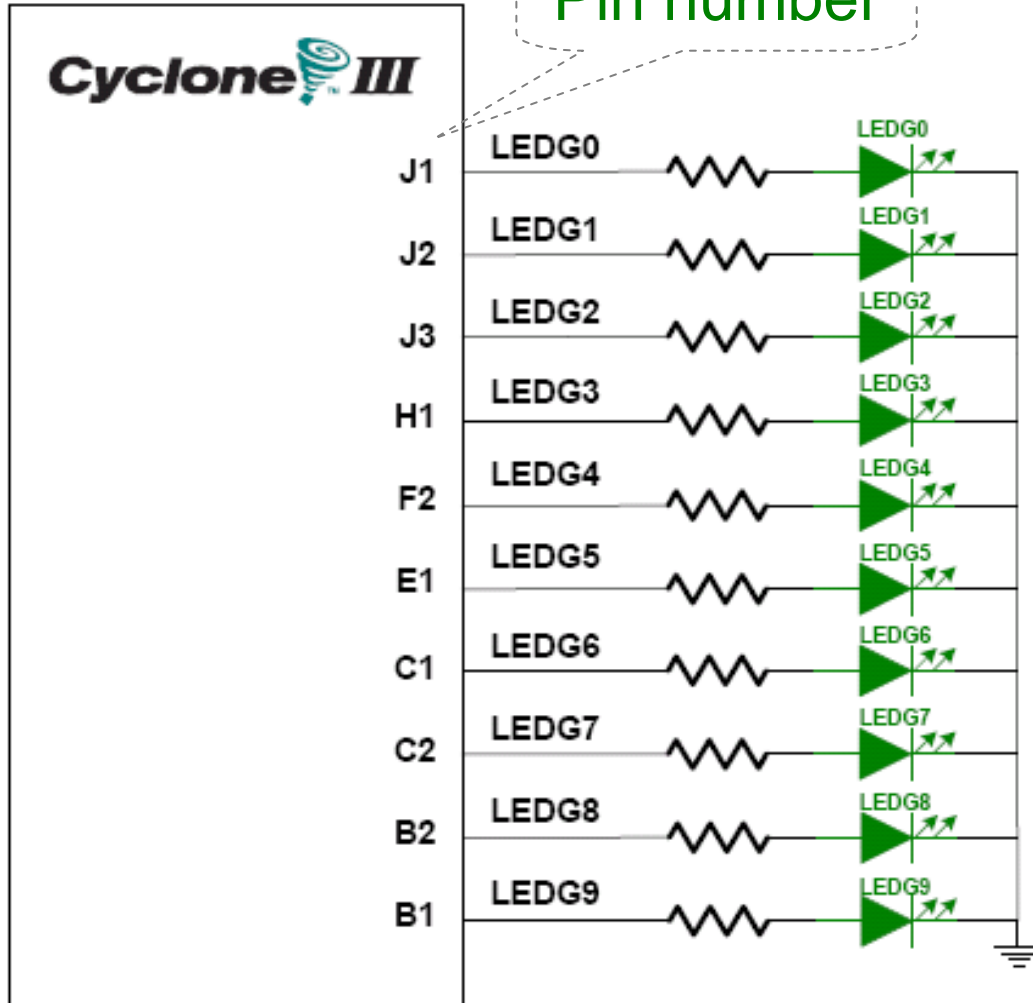 Pin number
Cyclone III
™
J1 LEDG0 LEDG0
J2 LEDG1 LEDG1
J3 LEDG2 LEDG2
H1 LEDG3 LEDG3
F2 LEDG4 LEDG4
E1 LEDG5 LEDG5
C1 LEDG6 LEDG6
C2 LEDG7 LEDG7
B2 LEDG8 LEDG8
B1 LEDG9 LEDG9